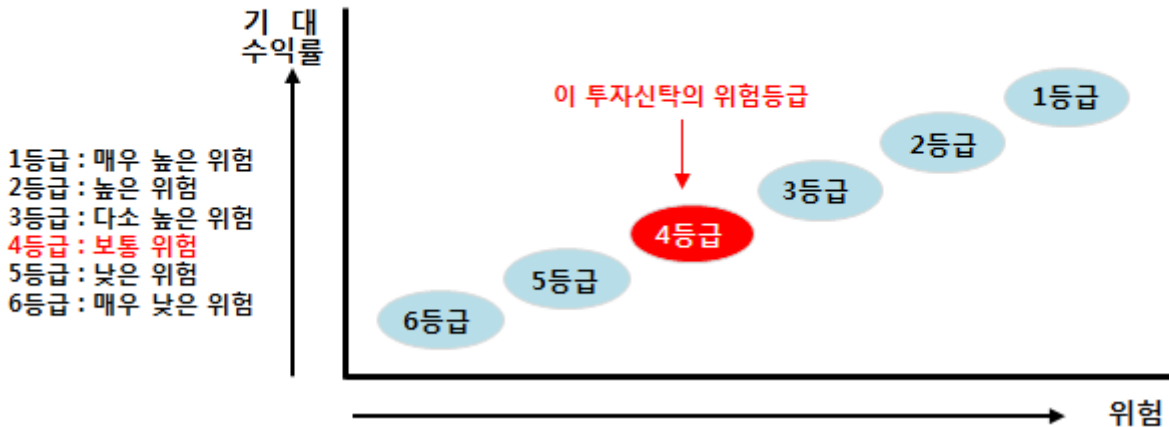 기 대
수익률
이 투자신탁의 위험등급
1등급
2등급
3등급
4등급
5등급
6등급
1등급 : 매우 높은 위험
2등급 : 높은 위험
3등급 : 다소 높은 위험
4등급 : 보통 위험
5등급 : 낮은 위험
6등급 : 매우 낮은 위험
위험